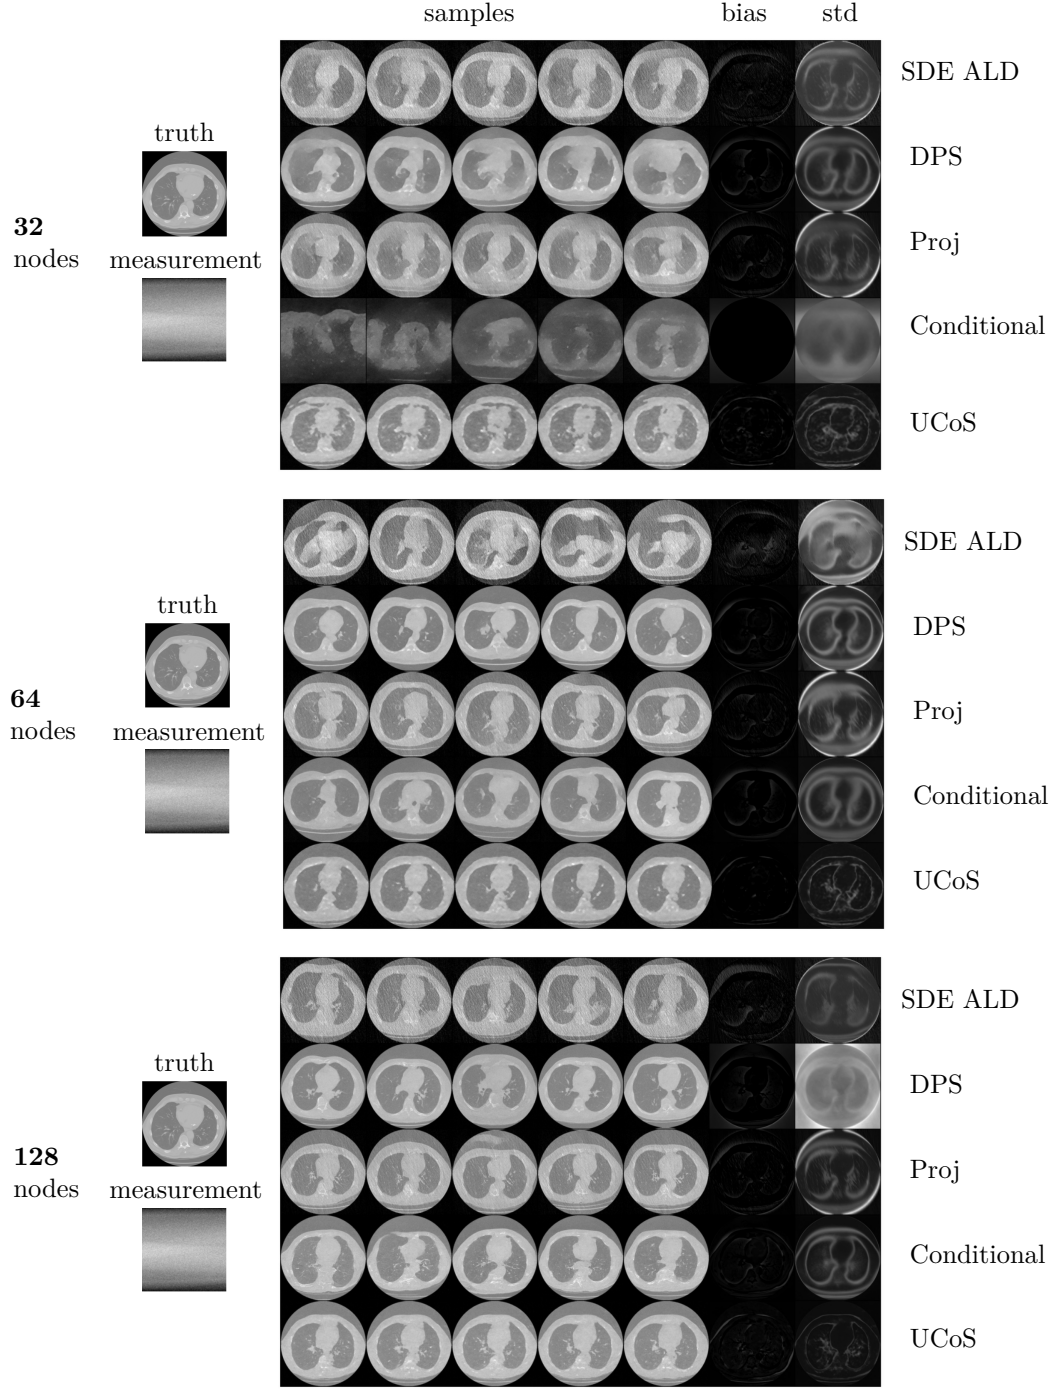 samples bias std
SDE ALD
truth
DPS
32
nodes
Proj
measurement
Conditional
UCoS
SDE ALD
truth
DPS
64
nodes
Proj
measurement
Conditional
UCoS
SDE ALD
truth
DPS
128
nodes
Proj
measurement
Conditional
UCoS